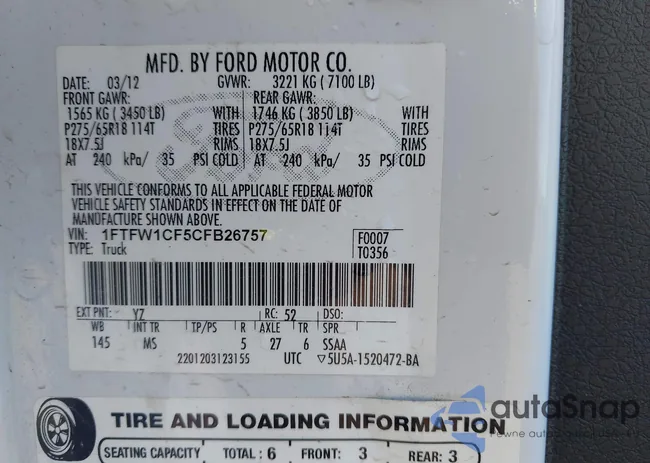 MFD. BY FORD MOTOR CO.
DATE: 03/12 GVWR: 3221 KG (7100 LB)
FRONT GAWR: REAR GAWR:
1565 KG (3450 LB) WITH 1746 KG (3850 LB) WITH
P275/65R18 114T TIRES P275/65R18 114T TIRES
18X7.5J RIMS 18X7.5J RIMS
AT 240 kPa/ 35 PSI COLD AT 240 kPa/ 35 PSI COLD
Ford
THIS VEHICLE CONFORMS TO ALL APPLICABLE FEDERAL MOTOR
VEHICLE SAFETY STANDARDS IN EFFECT ON THE DATE OF
MANUFACTURE SHOWN ABOVE.
VIN: 1FTFW1CF5CFB26757 F0007
TYPE: Truck T0356
EXT PNT: YZ RC: 52 DSO:
WB INT TR TP/PS R AXLE TR SPR
145 MS 5 27 6 SSAA
2201203123155 UTC ▽5U5A-1520472-BA
TIRE AND LOADING INFORMATION
SEATING CAPACITY TOTAL: 6 FRONT: 3 REAR: 3
autoSnap
Pewne auto z USA